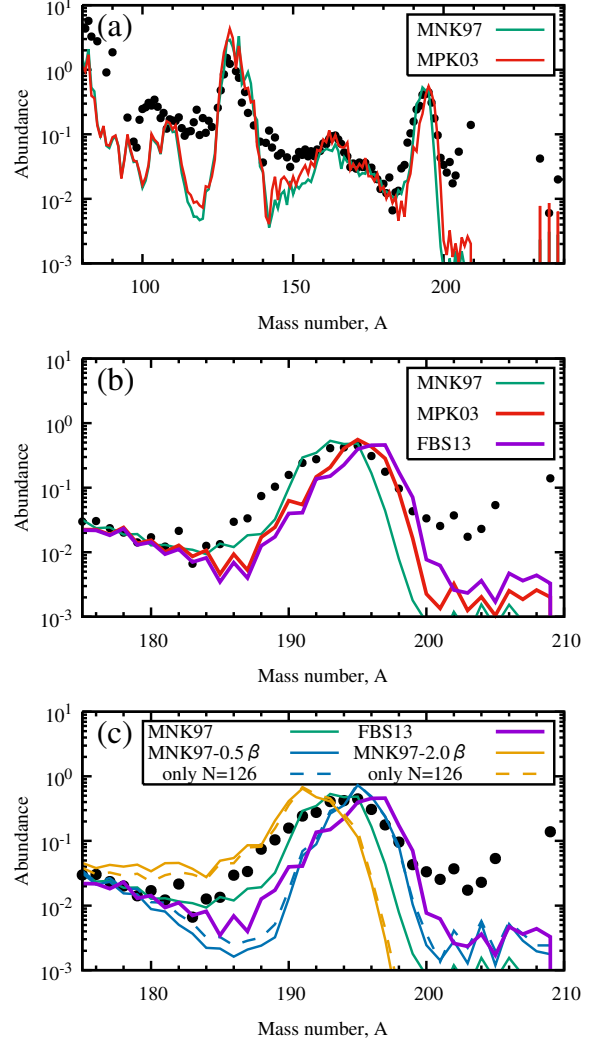 (a)
MNK97
MPK03
Abundance
10^1
10^0
10^-1
10^-2
10^-3
100 150 200
Mass number, A
(b)
MNK97
MPK03
FBS13
Abundance
10^1
10^0
10^-1
10^-2
10^-3
180 190 200 210
Mass number, A
(c)
MNK97 FBS13
MNK97-0.5 β MNK97-2.0 β
only N=126 only N=126
Abundance
10^1
10^0
10^-1
10^-2
10^-3
180 190 200 210
Mass number, A